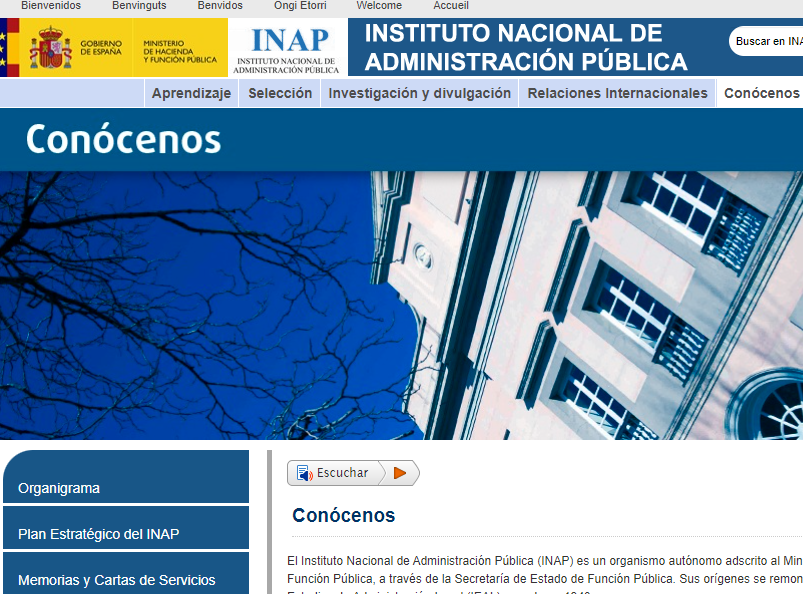 Bienvenidos Benvinguts Benvidos Ongi Etorri Welcome Accueil
GOBIERNO
DE ESPAÑA
MINISTERIO
DE HACIENDA
Y FUNCIÓN PÚBLICA
INAP
INSTITUTO NACIONAL DE
ADMINISTRACIÓN PÚBLICA
INSTITUTO NACIONAL DE
ADMINISTRACIÓN PÚBLICA
Buscar en INA
Aprendizaje Selección Investigación y divulgación Relaciones Internacionales Conócenos
Conócenos
Organigrama
Plan Estratégico del INAP
Memorias y Cartas de Servicios
Escuchar
Conócenos
El Instituto Nacional de Administración Pública (INAP) es un organismo autónomo adscrito al Min
Función Pública, a través de la Secretaría de Estado de Función Pública. Sus orígenes se remon